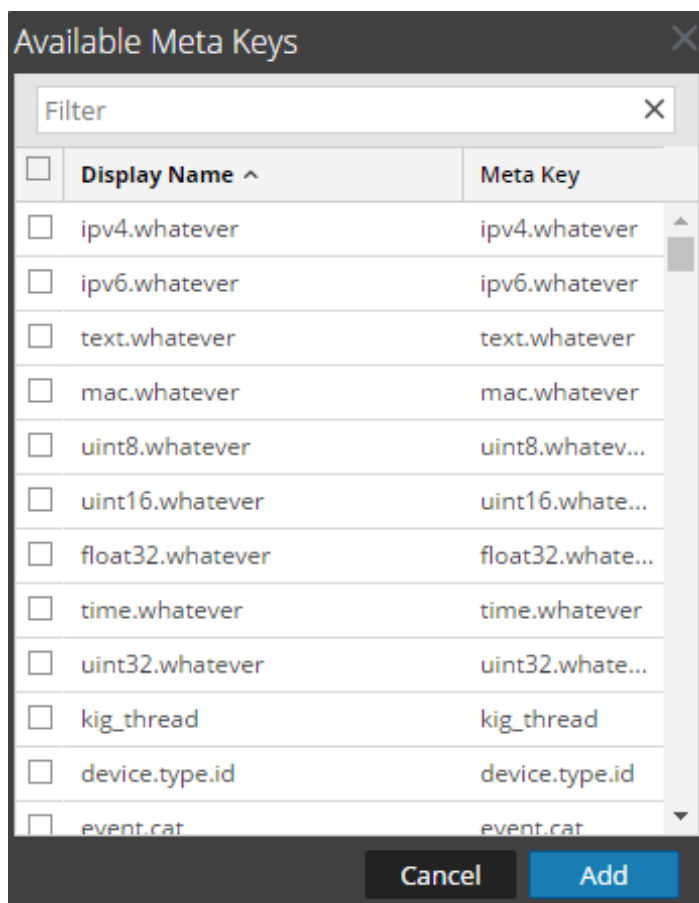 Available Meta Keys
Filter
Display Name Meta Key
ipv4.whatever ipv4.whatever
ipv6.whatever ipv6.whatever
text.whatever text.whatever
mac.whatever mac.whatever
uint8.whatever uint8.whatev...
uint16.whatever uint16.whate...
float32.whatever float32.whate...
time.whatever time.whatever
uint32.whatever uint32.whate...
kig_thread kig_thread
device.type.id device.type.id
event.cat event.cat
Cancel Add